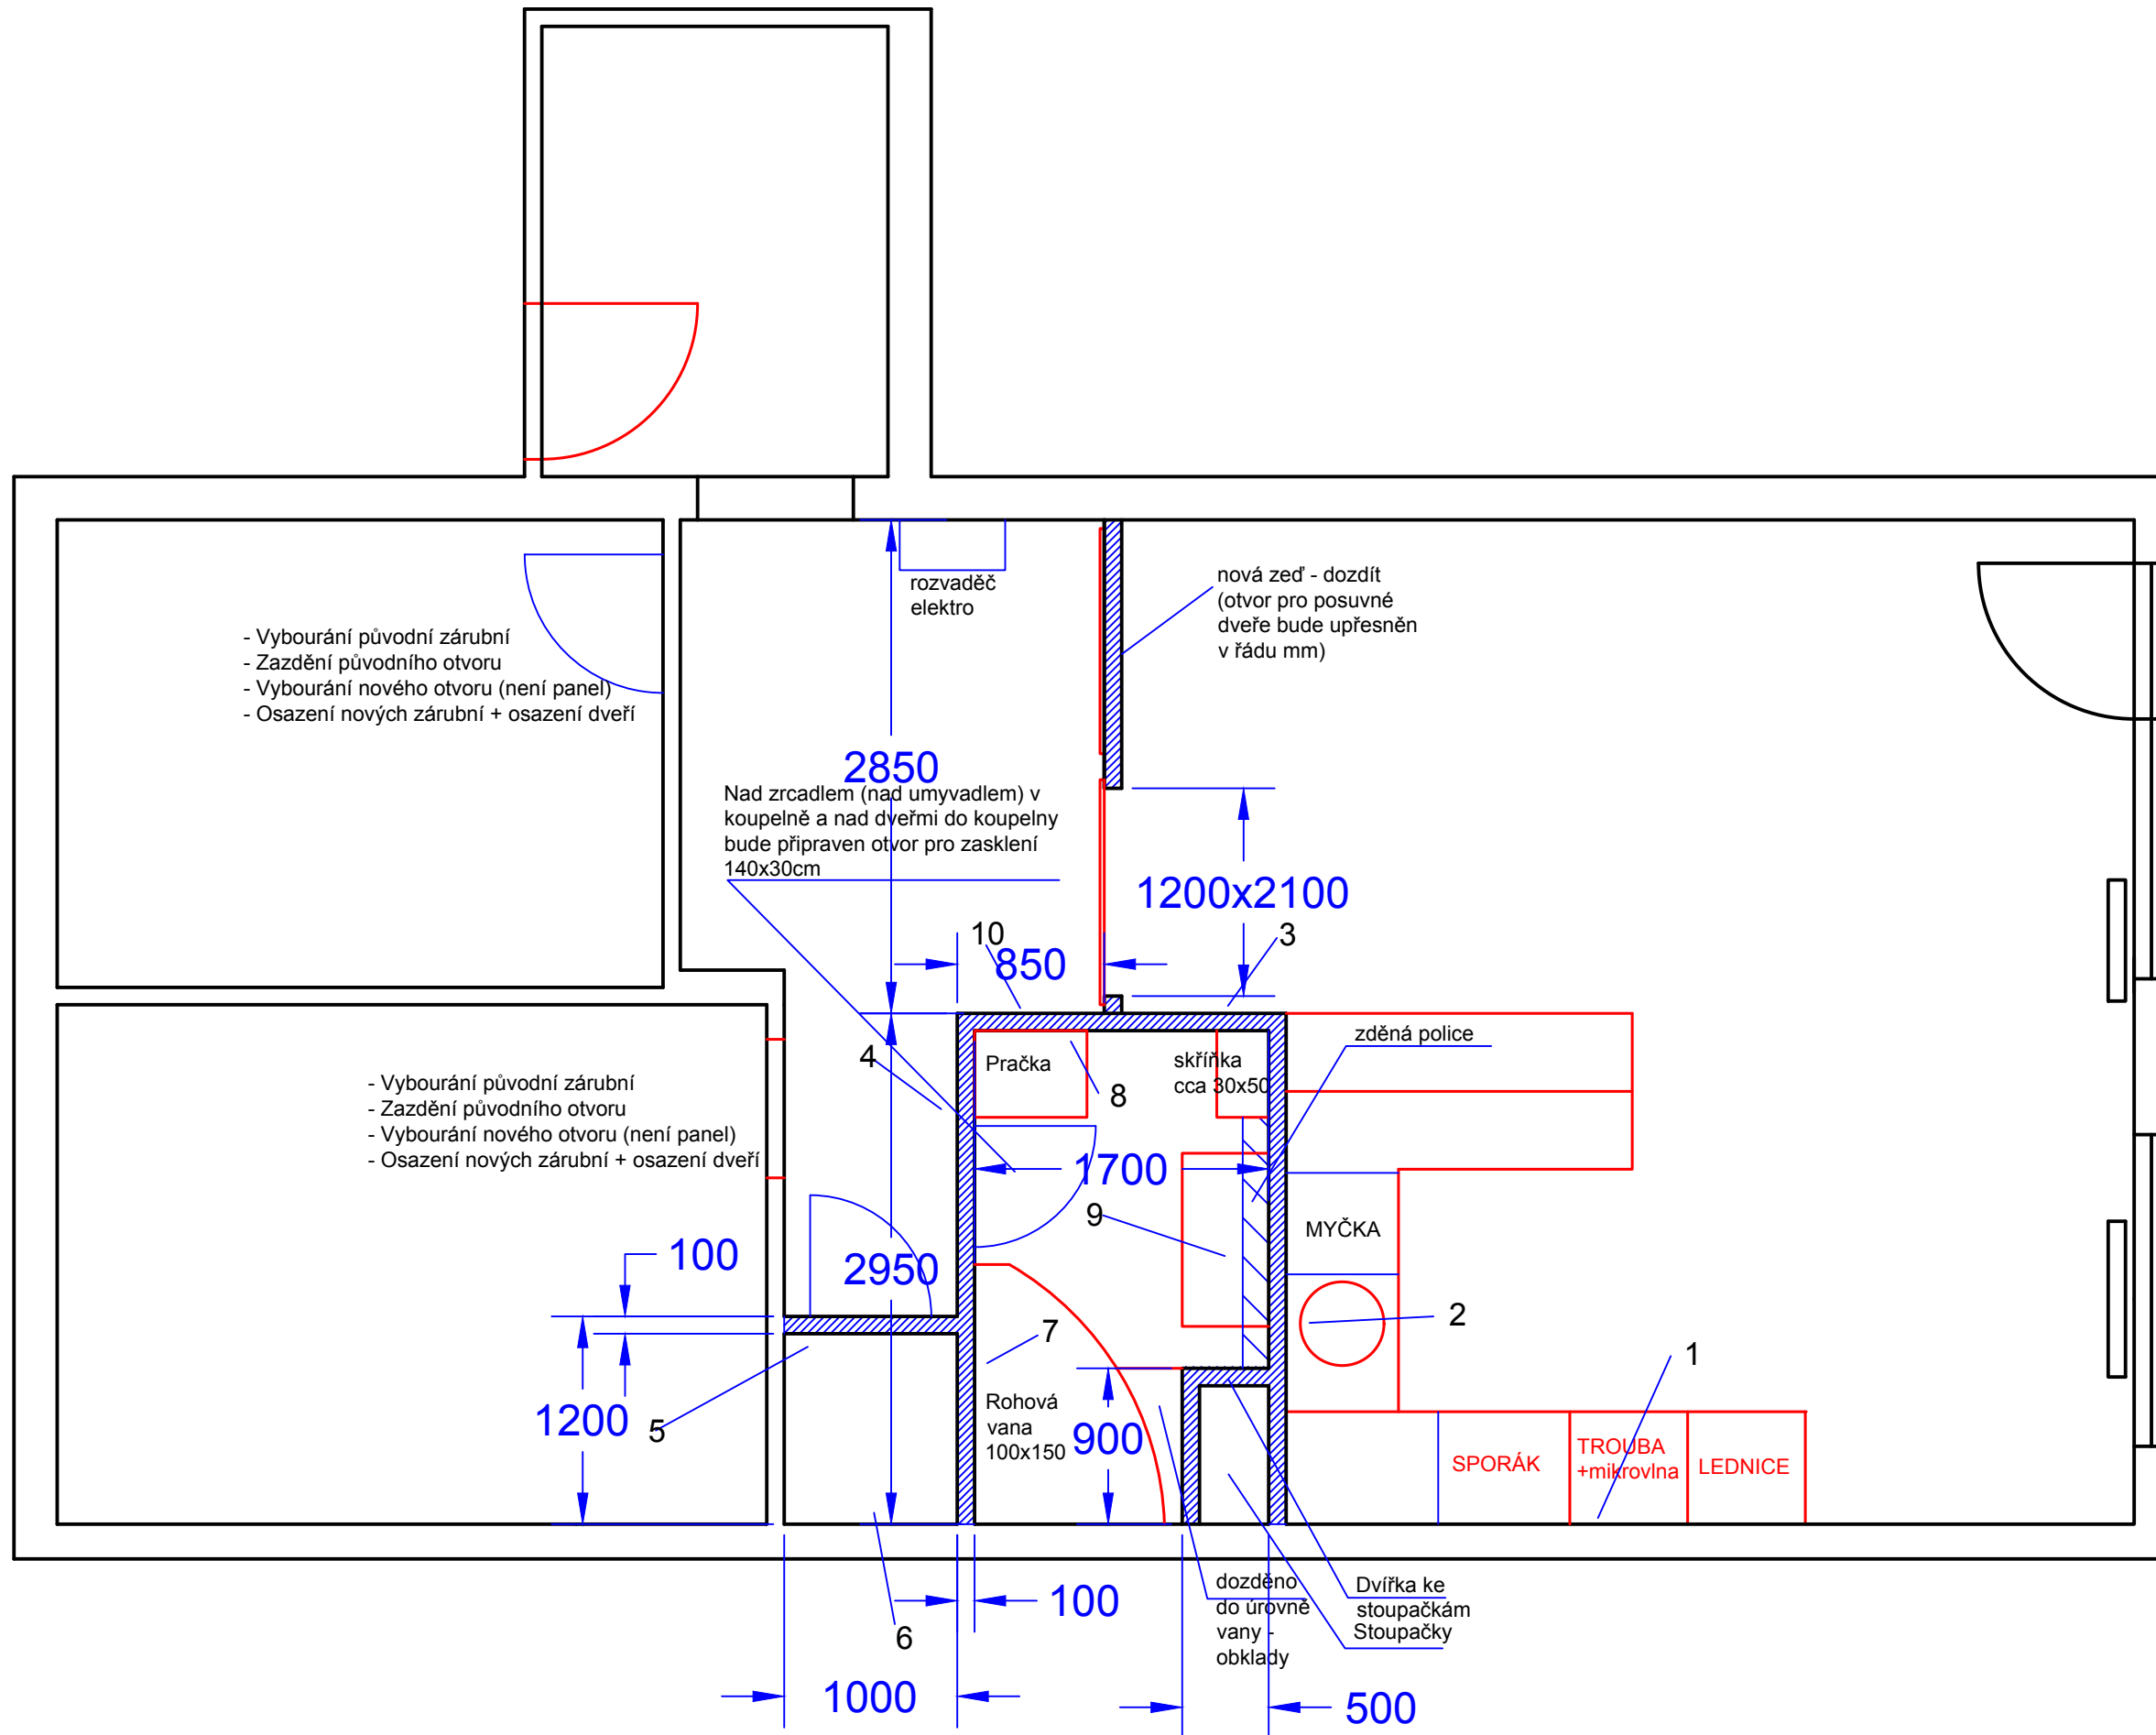 rozvaděč
elektro
nová zeď - dozdít
(otvor pro posuvné
dveře bude upřesněn
v řádu mm)
- Vybourání původní zárubní
- Zazdění původního otvoru
- Vybourání nového otvoru (není panel)
- Osazení nových zárubní + osazení dveří
2850
Nad zrcadlem (nad umyvadlem) v
koupelně a nad dveřmi do koupelny
bude připraven otvor pro zasklení
140x30cm
1200x2100
10
3
850
zděná police
4
Pračka
skříňka
cca 30x50
8
- Vybourání původní zárubní
- Zazdění původního otvoru
- Vybourání nového otvoru (není panel)
- Osazení nových zárubní + osazení dveří
1700
9
MYČKA
100
2950
2
7
1
Rohová
vana
100x150
1200
5
900
SPORÁK
TROUBA
+mikrovlna
LEDNICE
dozděno
do úrovně
vany -
obklady
Dvířka ke
stoupačkám
Stoupačky
100
6
1000
500